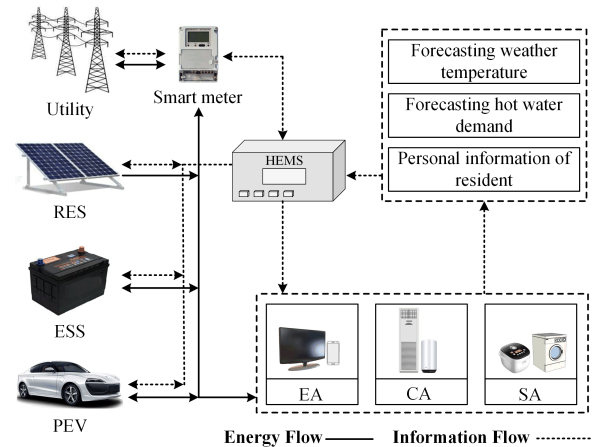 Utility
Smart meter
Forecasting weather
temperature
Forecasting hot water
demand
Personal information of
resident
HEMS
RES
ESS
PEV
EA
CA
SA
Energy Flow
Information Flow